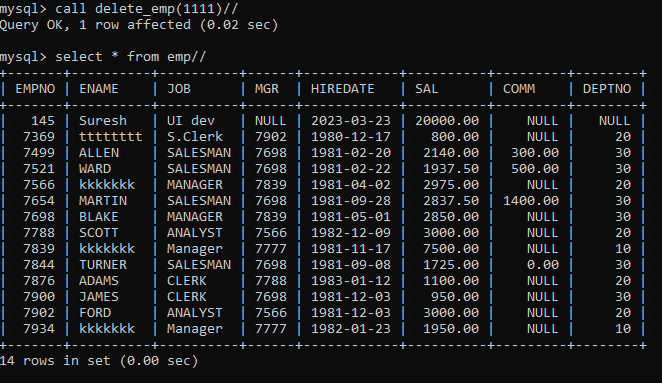 mysql> call delete_emp(1111)//
Query OK, 1 row affected (0.02 sec)
mysql> select * from emp//
+-------+----------+----------+------+------------+----------+---------+--------+
| EMPNO | ENAME    | JOB      | MGR  | HIREDATE   | SAL      | COMM    | DEPTNO |
+-------+----------+----------+------+------------+----------+---------+--------+
|   145 | Suresh   | UI dev   | NULL | 2023-03-23 | 20000.00 |    NULL |   NULL |
|  7369 | tttttttt | S.Clerk  | 7902 | 1980-12-17 |   800.00 |    NULL |     20 |
|  7499 | ALLEN    | SALESMAN | 7698 | 1981-02-20 |  2140.00 |  300.00 |     30 |
|  7521 | WARD     | SALESMAN | 7698 | 1981-02-22 |  1937.50 |  500.00 |     30 |
|  7566 | kkkkkkk  | MANAGER  | 7839 | 1981-04-02 |  2975.00 |    NULL |     20 |
|  7654 | MARTIN   | SALESMAN | 7698 | 1981-09-28 |  2837.50 | 1400.00 |     30 |
|  7698 | BLAKE    | MANAGER  | 7839 | 1981-05-01 |  2850.00 |    NULL |     30 |
|  7788 | SCOTT    | ANALYST  | 7566 | 1982-12-09 |  3000.00 |    NULL |     20 |
|  7839 | kkkkkkk  | Manager  | 7777 | 1981-11-17 |  7500.00 |    NULL |     10 |
|  7844 | TURNER   | SALESMAN | 7698 | 1981-09-08 |  1725.00 |    0.00 |     30 |
|  7876 | ADAMS    | CLERK    | 7788 | 1983-01-12 |  1100.00 |    NULL |     20 |
|  7900 | JAMES    | CLERK    | 7698 | 1981-12-03 |   950.00 |    NULL |     30 |
|  7902 | FORD     | ANALYST  | 7566 | 1981-12-03 |  3000.00 |    NULL |     20 |
|  7934 | kkkkkkk  | Manager  | 7777 | 1982-01-23 |  1950.00 |    NULL |     10 |
+-------+----------+----------+------+------------+----------+---------+--------+
14 rows in set (0.00 sec)